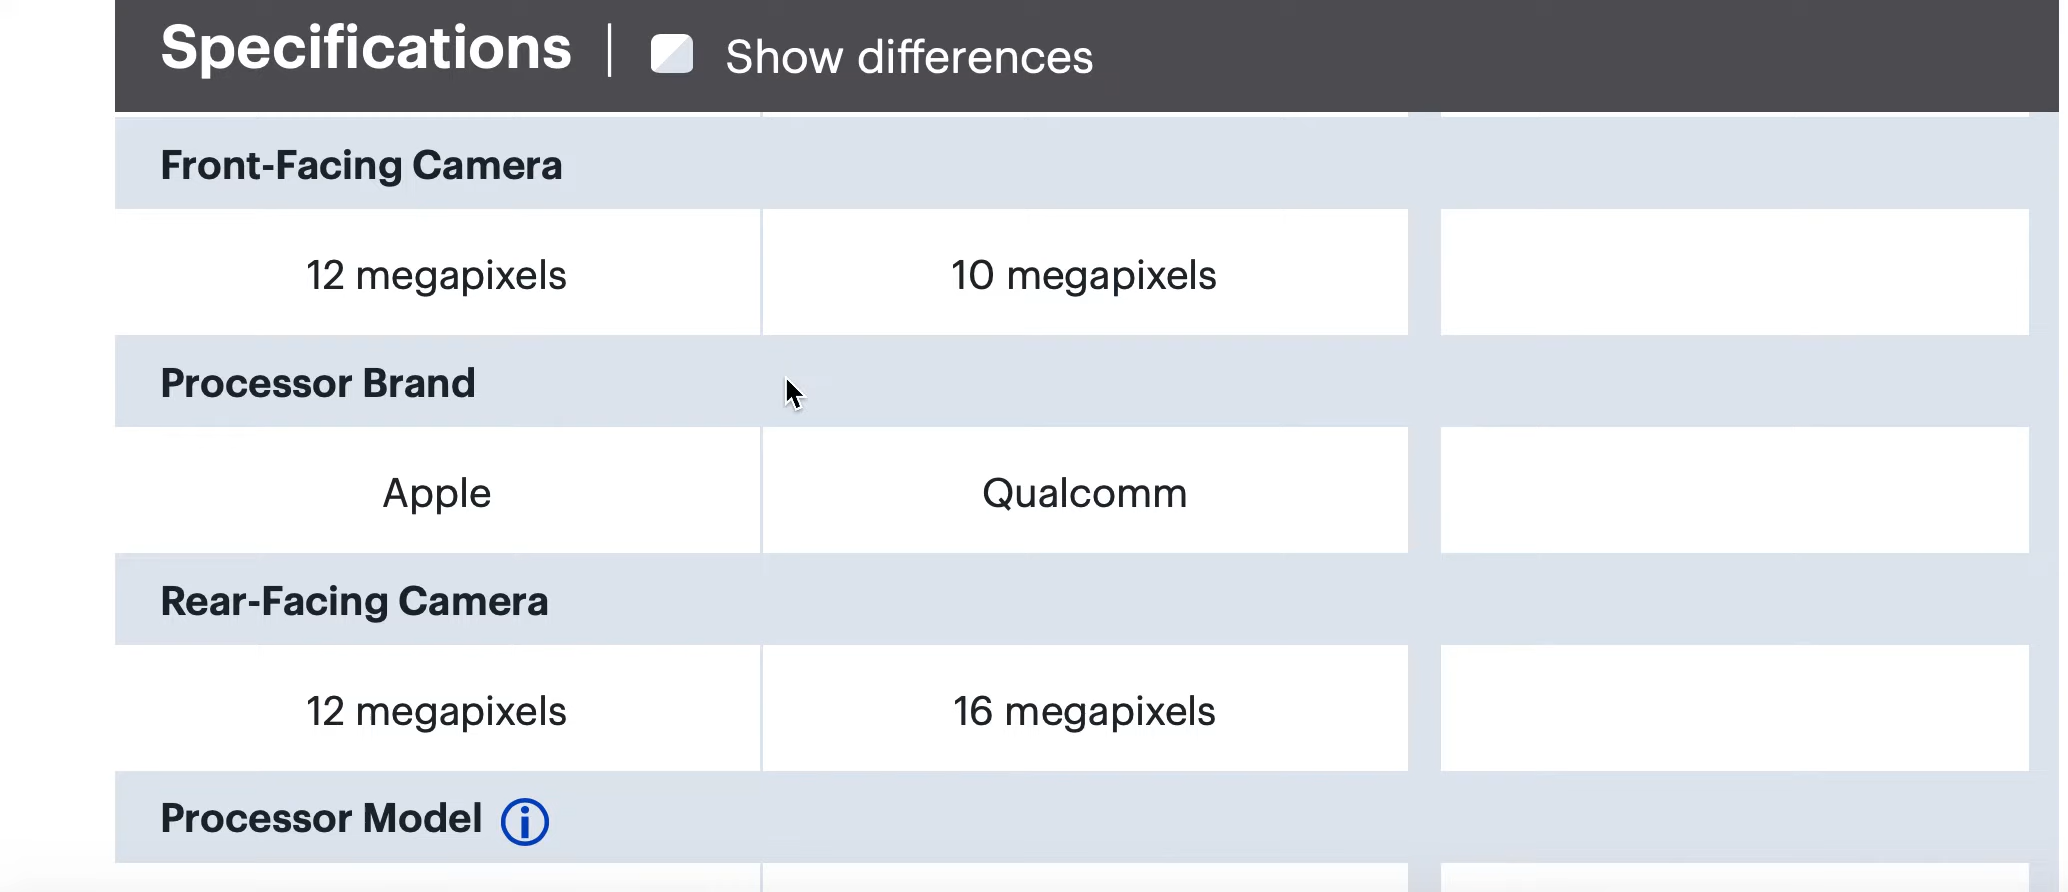 Specifications | Show differences
Front-Facing Camera
12 megapixels 10 megapixels
Processor Brand
Apple Qualcomm
Rear-Facing Camera
12 megapixels 16 megapixels
Processor Model